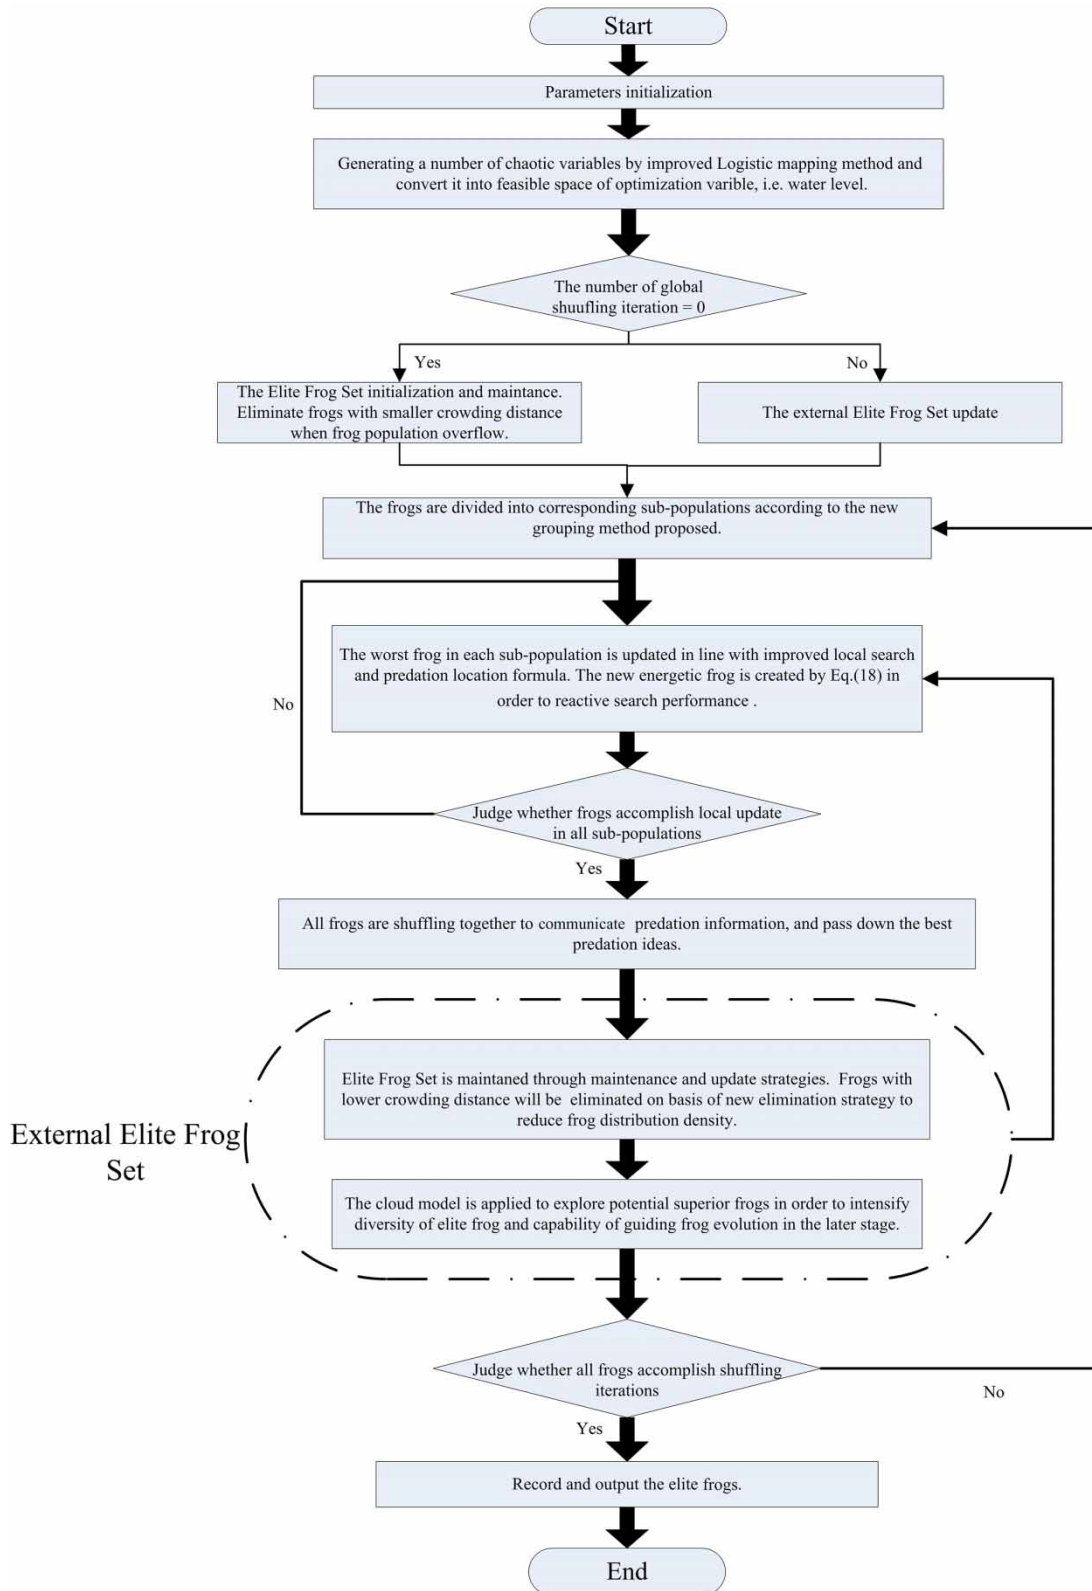 Start
Parameters initialization
Generating a number of chaotic variables by improved Logistic mapping method and
convert it into feasible space of optimization varible, i.e. water level.
The number of global
shuufling iteration = 0
Yes
No
The Elite Frog Set initialization and maintance.
Eliminate frogs with smaller crowding distance
when frog population overflow.
The external Elite Frog Set update
The frogs are divided into corresponding sub-populations according to the new
grouping method proposed.
The worst frog in each sub-population is updated in line with improved local search
and predation location formula. The new energetic frog is created by Eq.(18) in
order to reactive search performance .
No
Judge whether frogs accomplish local update
in all sub-populations
Yes
All frogs are shuffling together to communicate predation information, and pass down the best
predation ideas.
Elite Frog Set is maintaned through maintenance and update strategies. Frogs with
lower crowding distance will be eliminated on basis of new elimination strategy to
reduce frog distribution density.
External Elite Frog
Set
The cloud model is applied to explore potential superior frogs in order to intensify
diversity of elite frog and capability of guiding frog evolution in the later stage.
Judge whether all frogs accomplish shuffling
iterations
No
Yes
Record and output the elite frogs.
End